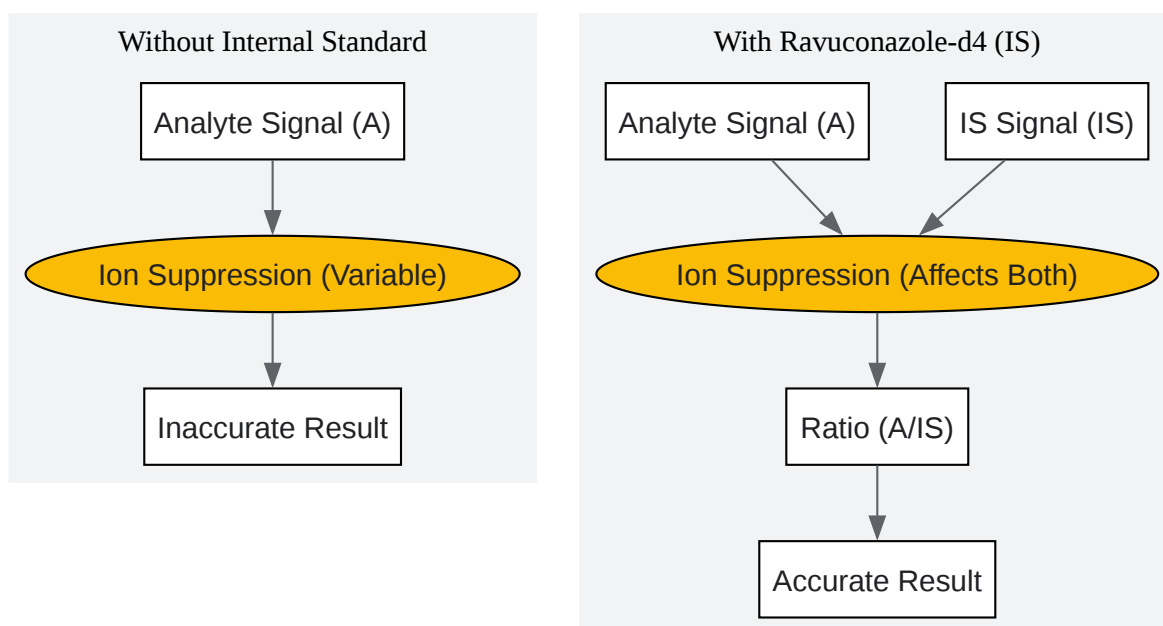 Without Internal Standard
Analyte Signal (A)
Ion Suppression (Variable)
Inaccurate Result
With Ravuconazole-d4 (IS)
Analyte Signal (A)
IS Signal (IS)
Ion Suppression (Affects Both)
Ratio (A/IS)
Accurate Result